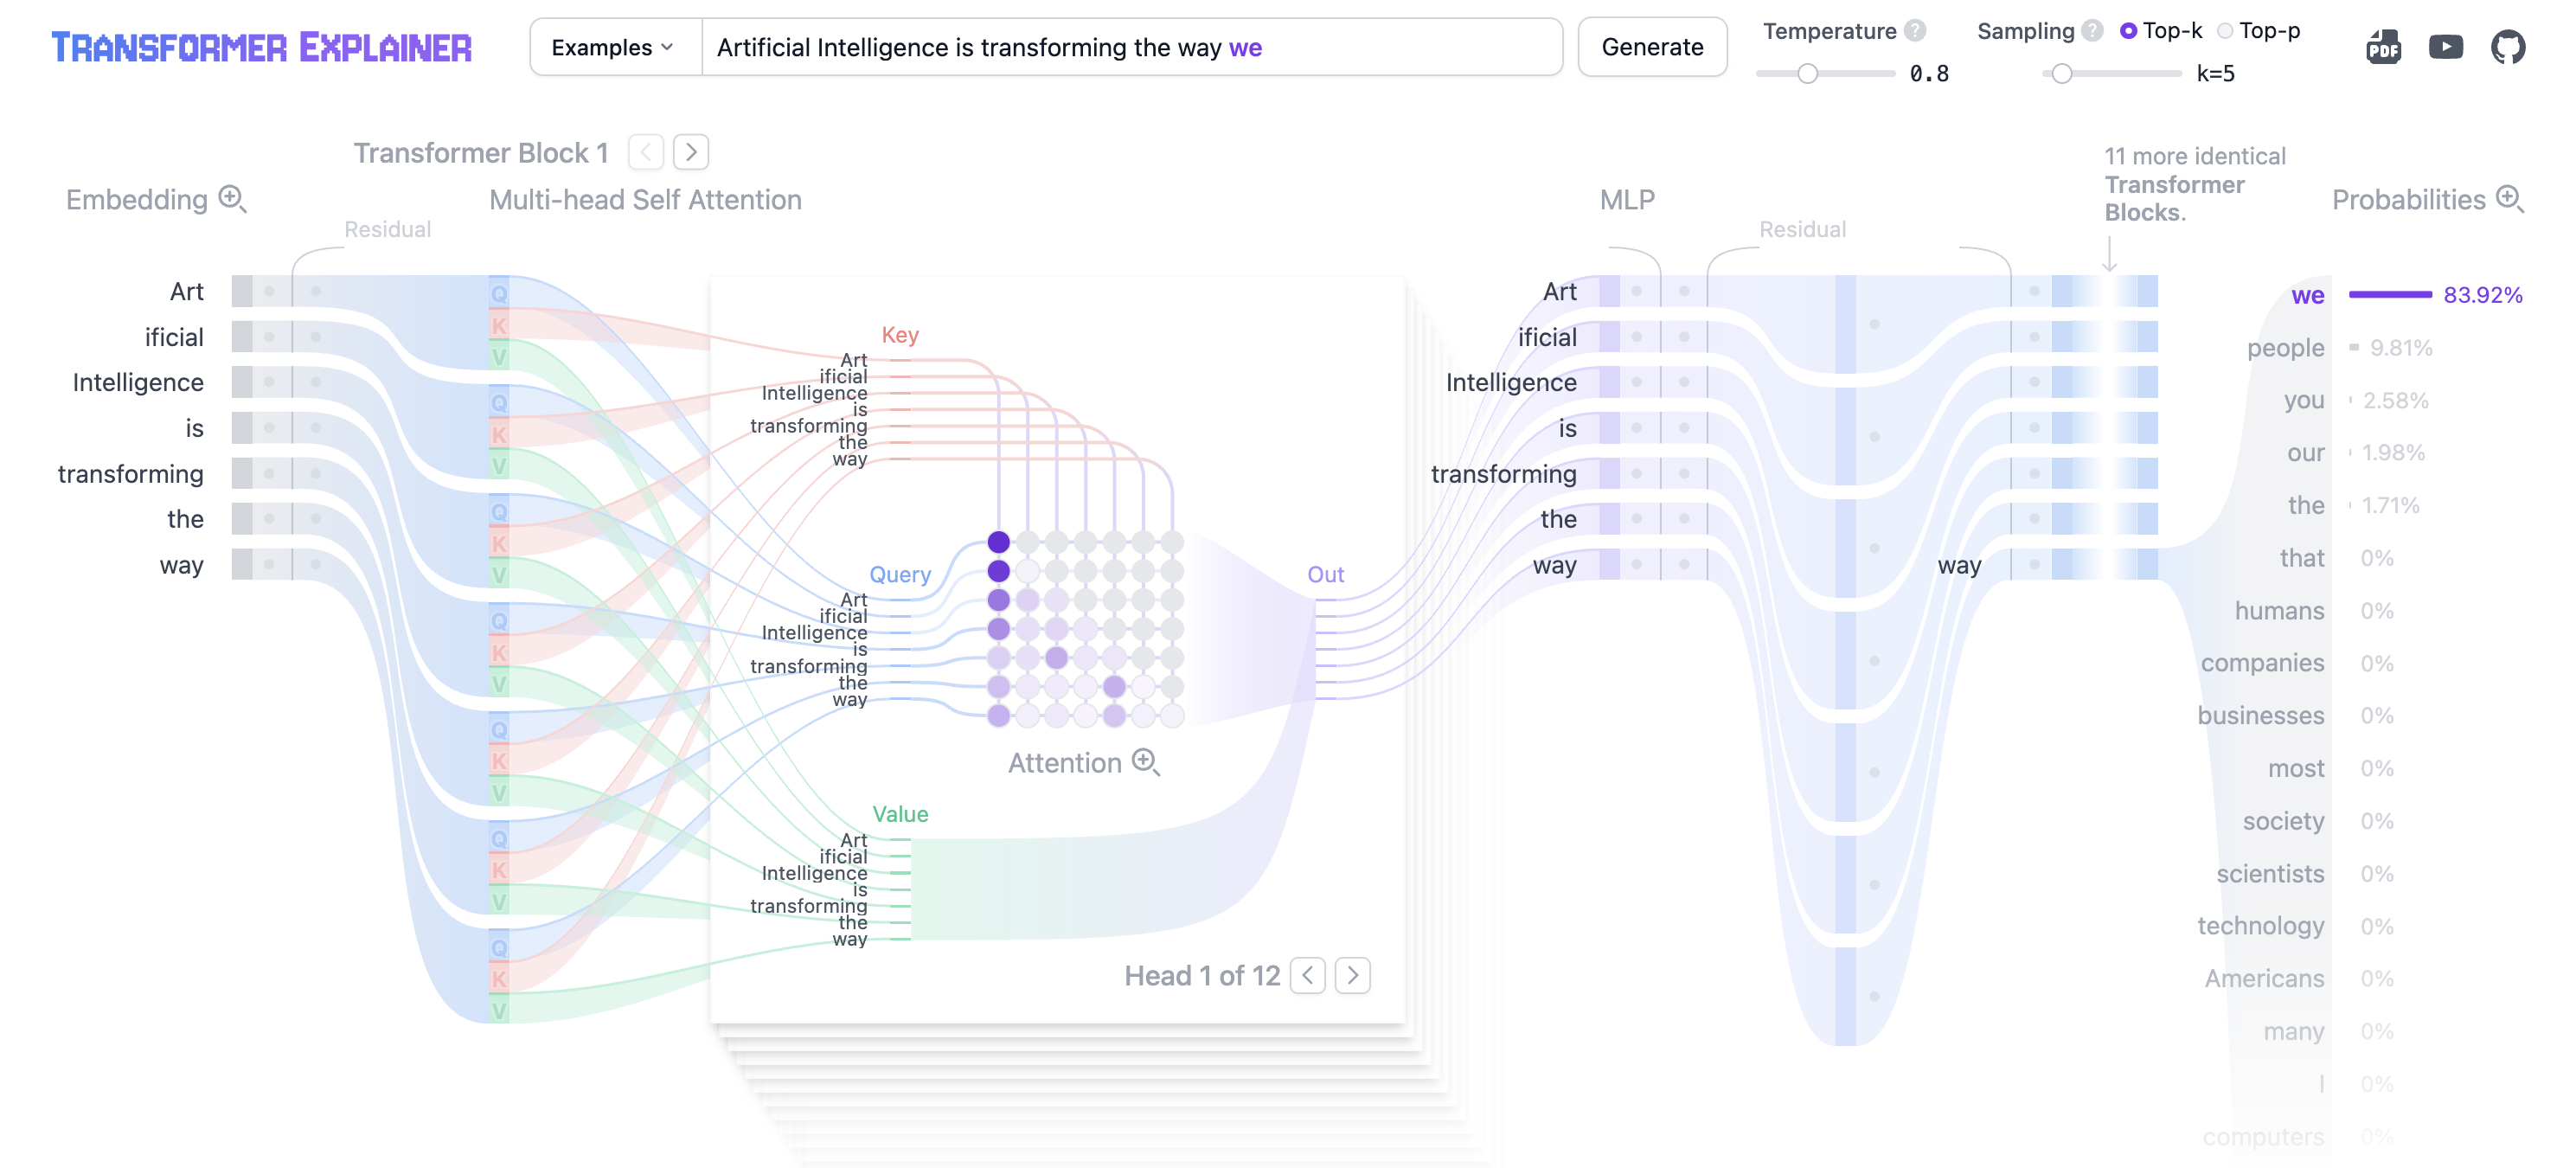 TRANSFORMER EXPLAINER
Examples
Artificial Intelligence is transforming the way we
Generate
Temperature ?
0.8
Sampling ? Top-k Top-p
k=5
PDF
Transformer Block 1
Embedding
Residual
Multi-head Self Attention
MLP
Residual
11 more identical
Transformer
Blocks.
Probabilities
Art
ificial
Intelligence
is
transforming
the
way
Q
K
V
Q
K
V
Q
K
V
Q
K
V
Q
K
V
Q
K
V
Q
K
V
Key
Art
ificial
Intelligence
is
transforming
the
way
Query
Art
ificial
Intelligence
is
transforming
the
way
Attention
Value
Art
ificial
Intelligence
is
transforming
the
way
Out
Head 1 of 12
Art
ificial
Intelligence
is
transforming
the
way
way
we 83.92%
people 9.81%
you 2.58%
our 1.98%
the 1.71%
that 0%
humans 0%
companies 0%
businesses 0%
most 0%
society 0%
scientists 0%
technology 0%
Americans 0%
many 0%
I 0%
computers 0%